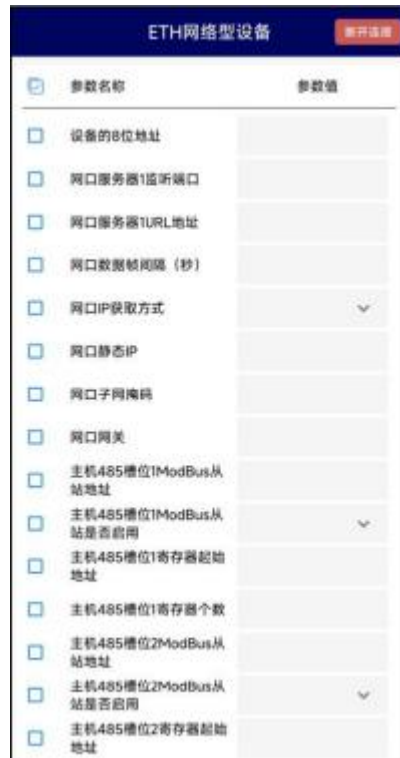 ETH网络型设备
断开连接
参数名称 参数值
设备的8位地址
网口服务器1监听端口
网口服务器1URL地址
网口数据帧间隔（秒）
网口IP获取方式
网口静态IP
网口子网掩码
网口网关
主机485槽位1ModBus从
站地址
主机485槽位1ModBus从
站是否启用
主机485槽位1寄存器起始
地址
主机485槽位1寄存器个数
主机485槽位2ModBus从
站地址
主机485槽位2ModBus从
站是否启用
主机485槽位2寄存器起始
地址